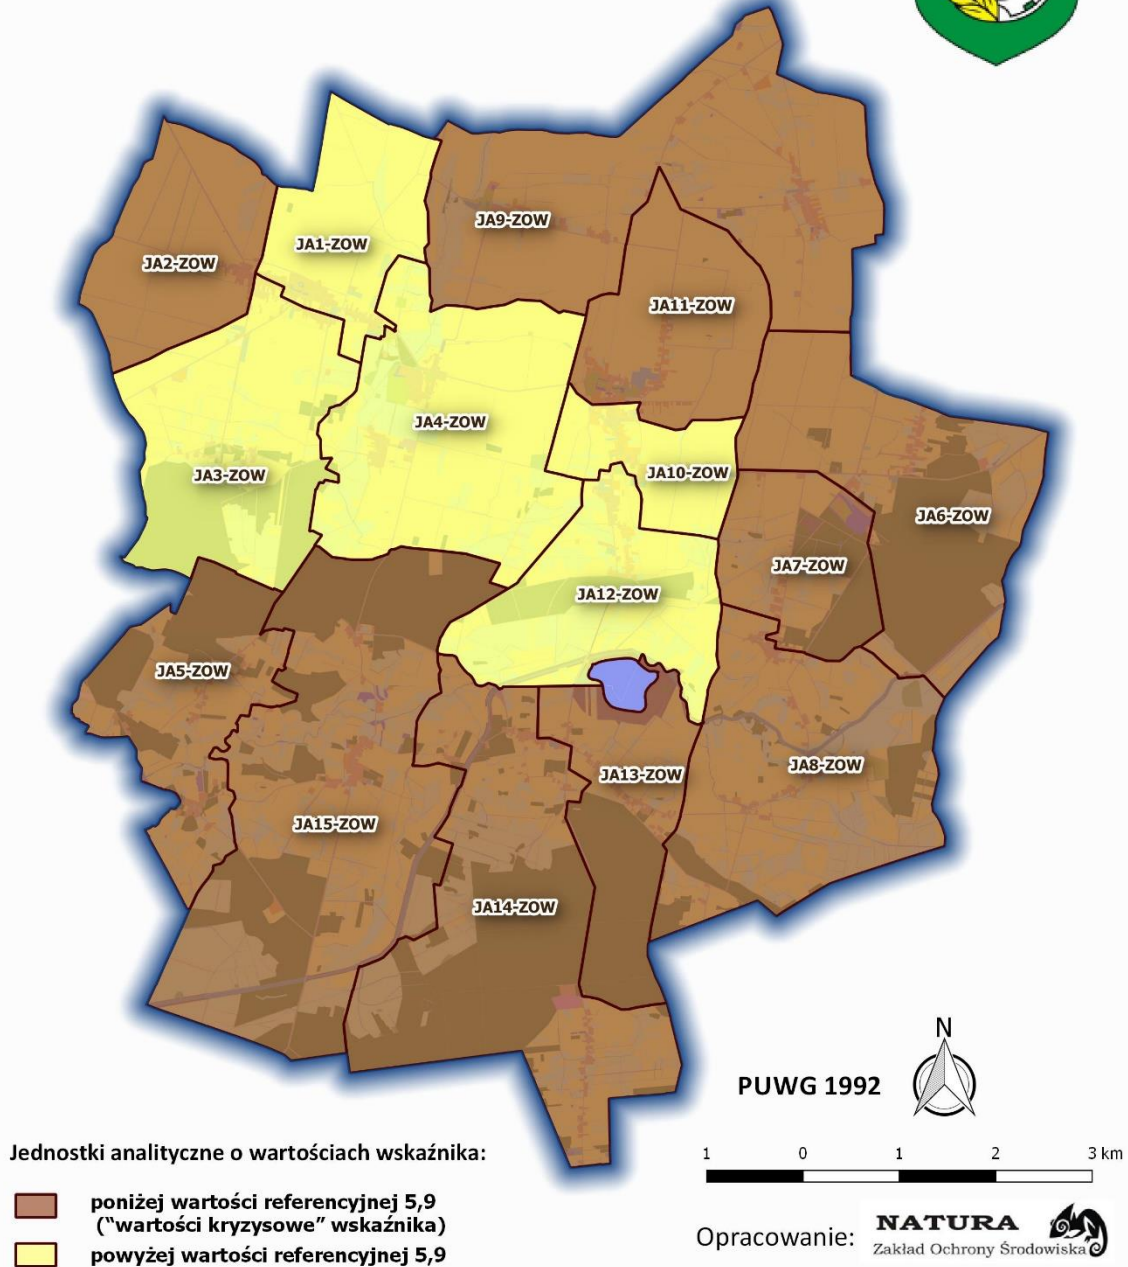 JA9-ZOW
JA1-ZOW
JA2-ZOW
JA11-ZOW
JA4-ZOW
JA10-ZOW
JA3-ZOW
JA6-ZOW
JA7-ZOW
JA12-ZOW
JA5-ZOW
JA8-ZOW
JA13-ZOW
JA15-ZOW
JA14-ZOW
N
PUWG 1992
Jednostki analityczne o wartościach wskaźnika:
1 0 1 2 3 km
poniżej wartości referencyjnej 5,9
("wartości kryzysowe" wskaźnika)
powyżej wartości referencyjnej 5,9
Opracowanie:
NATURA
Zakład Ochrony Środowiska